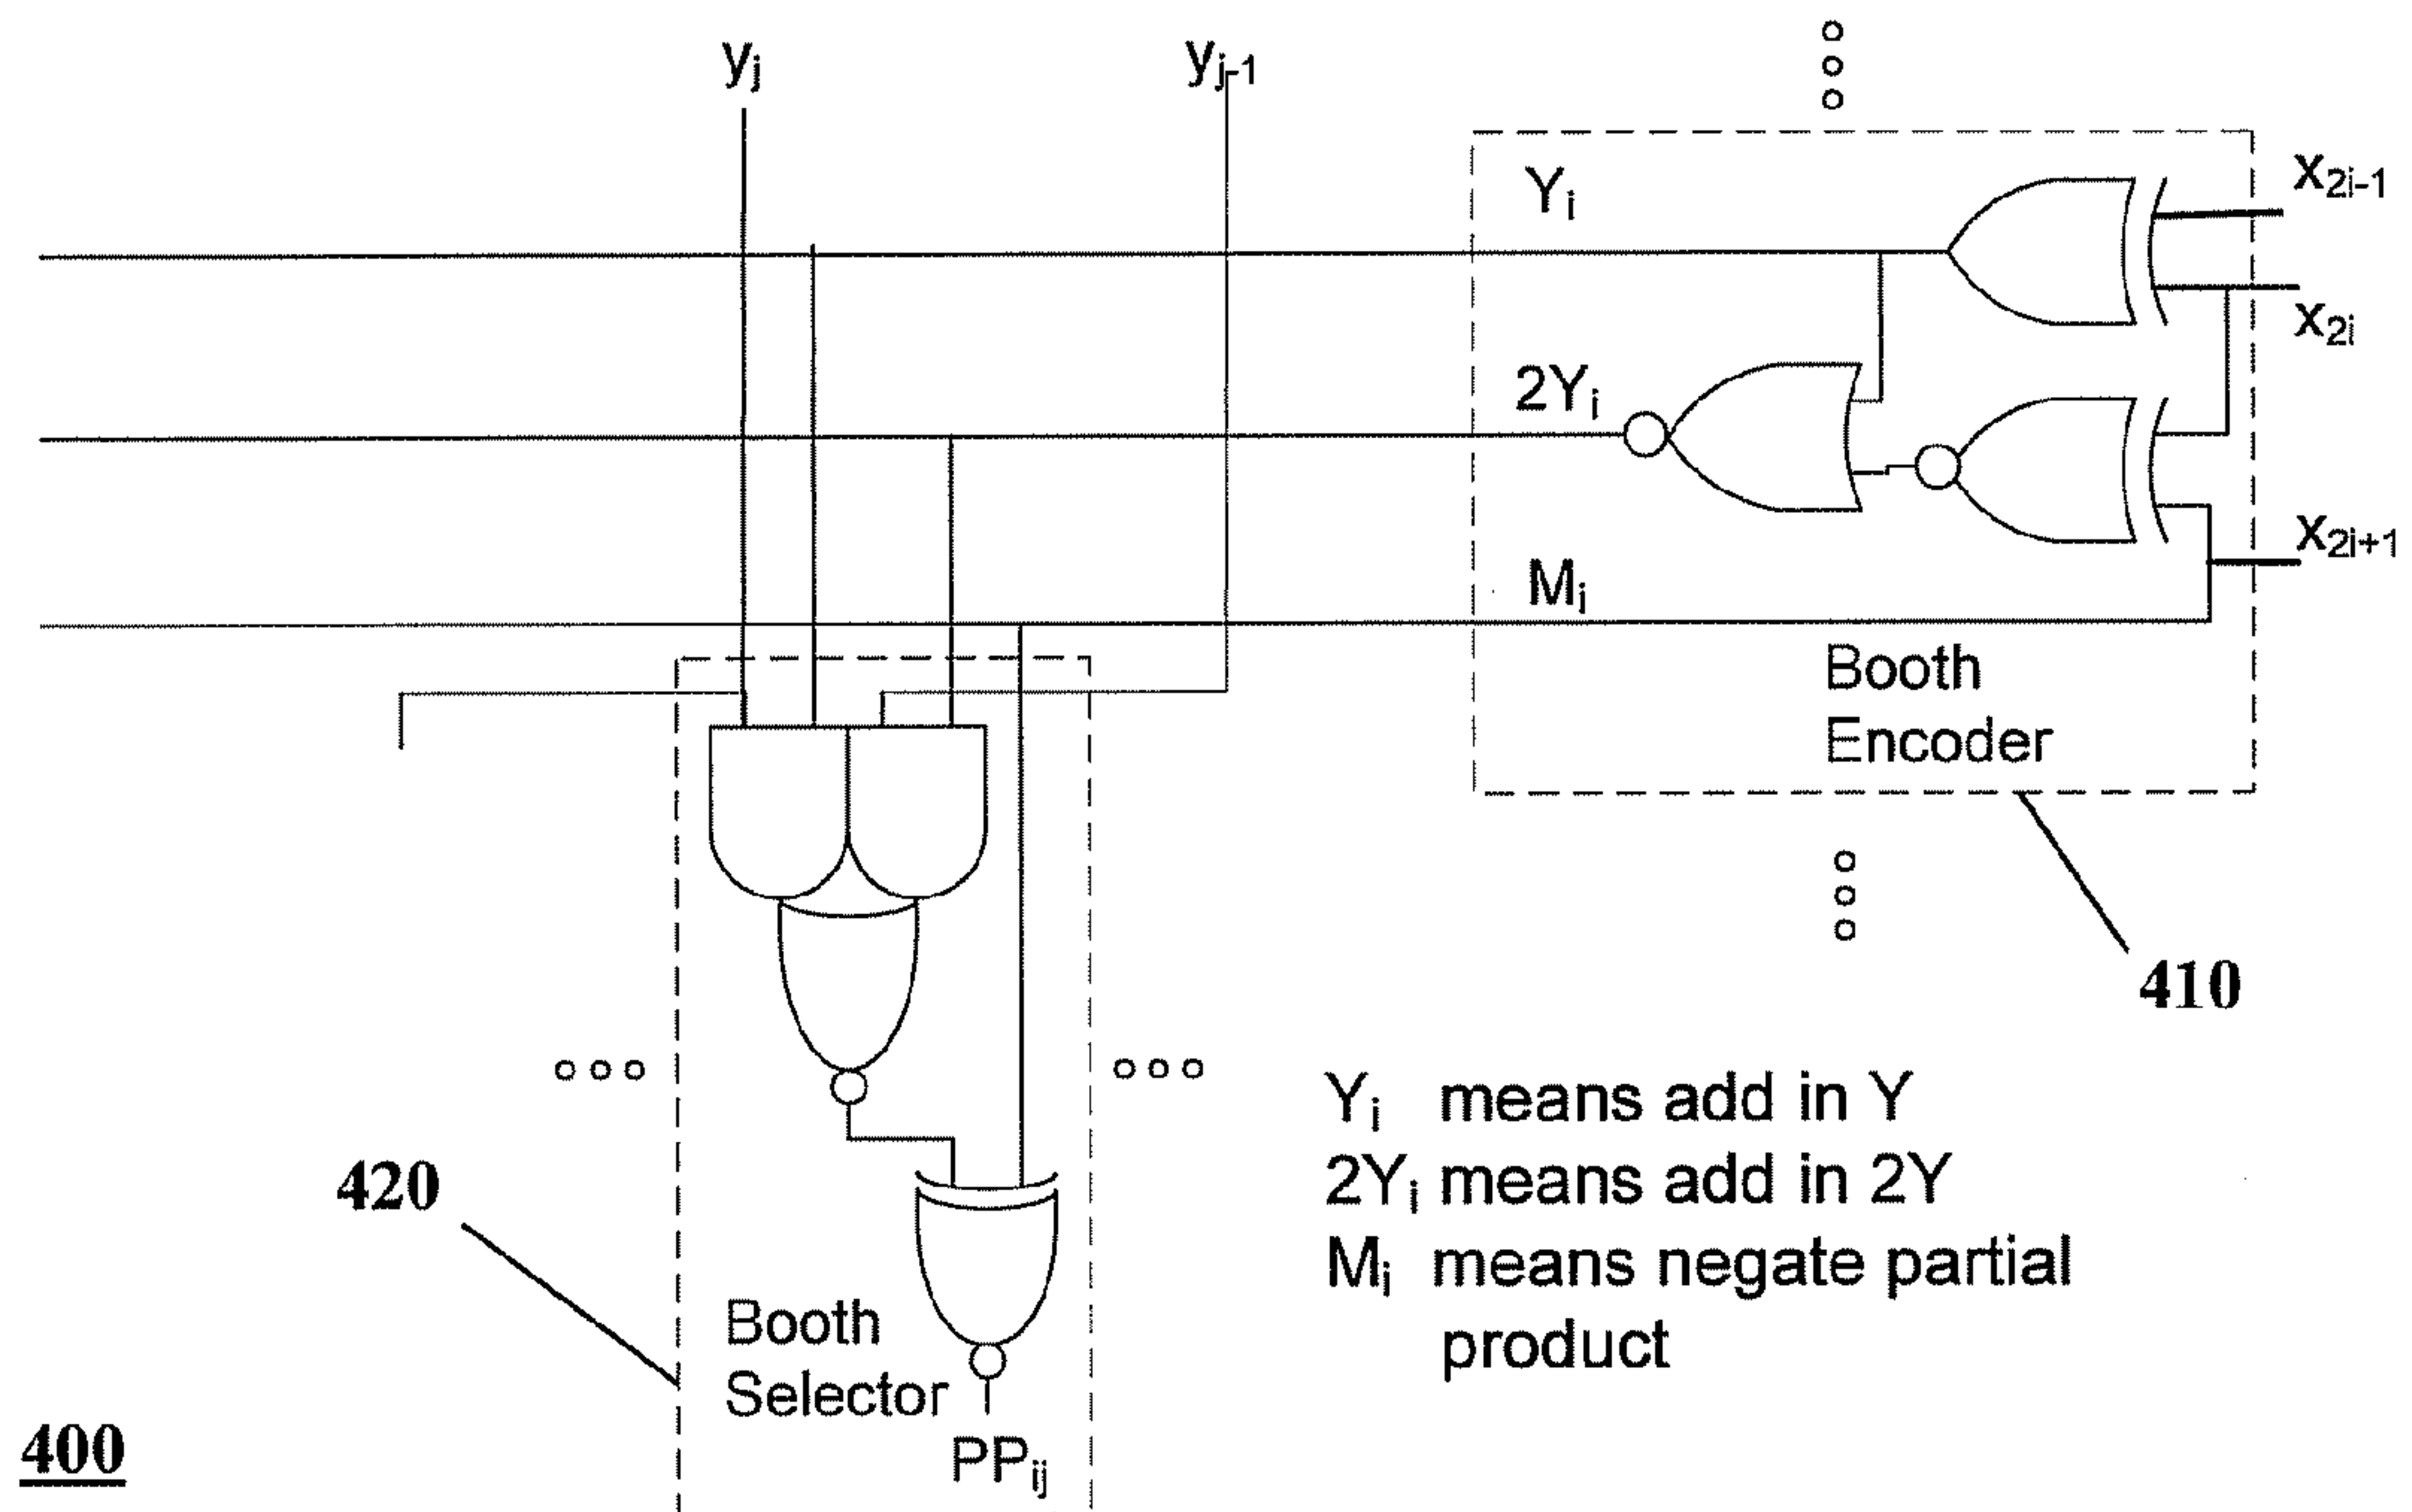 yⱼ
yⱼ₋₁
Yᵢ
x₂ᵢ₋₁
x₂ᵢ
2Yᵢ
x₂ᵢ₊₁
Mᵢ
Booth
Encoder
410
Yᵢ means add in Y
2Yᵢ means add in 2Y
Mᵢ means negate partial
product
420
Booth
Selector
PPᵢⱼ
400